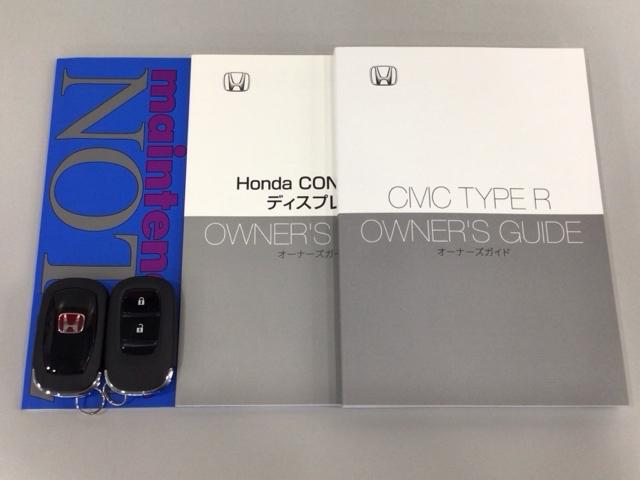 mainten
NOT
Honda CON
ディスプレ
OWNER'S
オーナーズガ
CIVIC TYPE R
OWNER'S GUIDE
オーナーズガイド